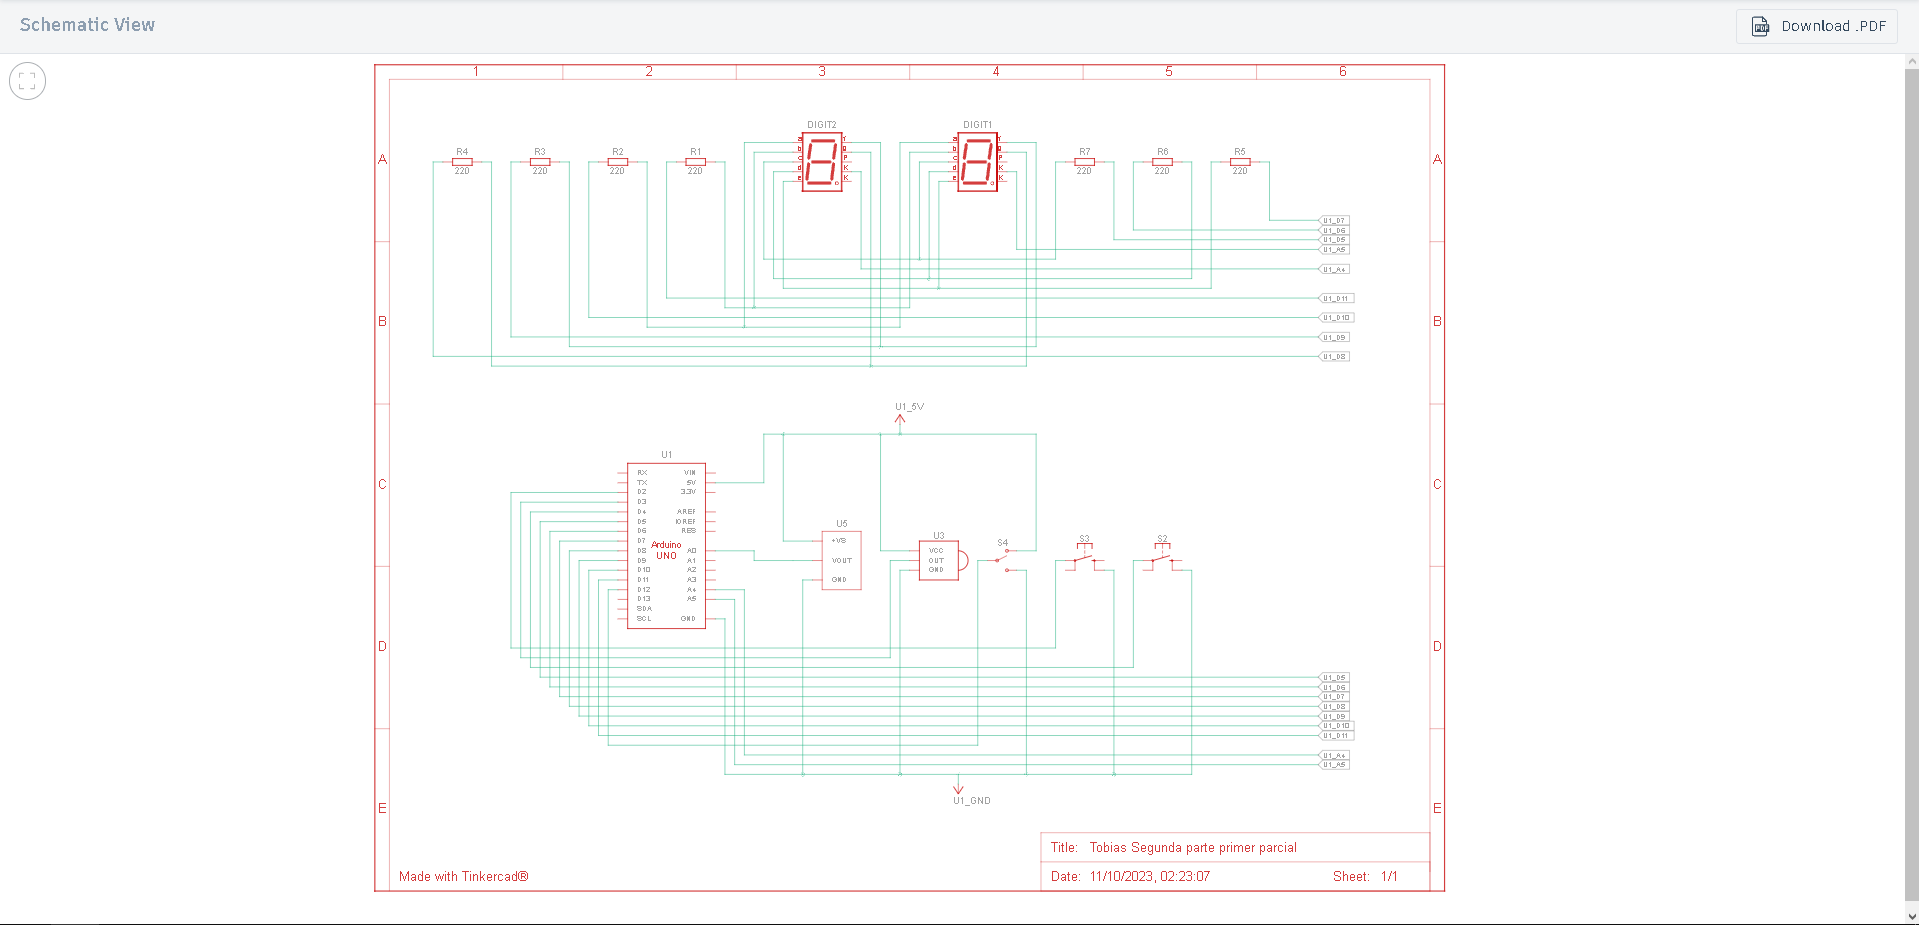 Schematic View
Download .PDF
1 2 3 4 5 6
DIGIT2 DIGIT1
A R4 R3 R2 R1 R7 R6 R5 A
220 220 220 220 220 220 220
U1_D7
U1_D6
U1_D5
U1_A5
U1_A4
U1_D11
B U1_D10 B
U1_D9
U1_D8
U1_5V
U1
RX VIN
C TX 5V C
D2 3.3V
D3
D4 AREF
D5 IOREF
D6 RES
D7
D8 A0
D9 A1
D10 A2
D11 A3
D12 A4
D13 A5
SDA
SCL GND
Arduino
UNO
U5
+VS
VOUT
GND
U3
VCC
OUT
GND
S4 S3 S2
D D
U1_D5
U1_D6
U1_D7
U1_D8
U1_D9
U1_D10
U1_D11
U1_A4
U1_A5
U1_GND
E E
Title: Tobias Segunda parte primer parcial
Made with Tinkercad®
Date: 11/10/2023, 02:23:07 Sheet: 1/1